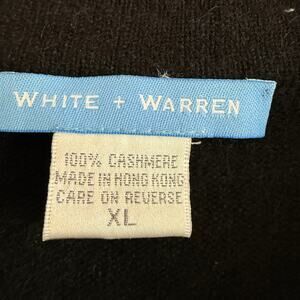 WHITE + WARREN
100% CASHMERE
MADE IN HONG KONG
CARE ON REVERSE
XL